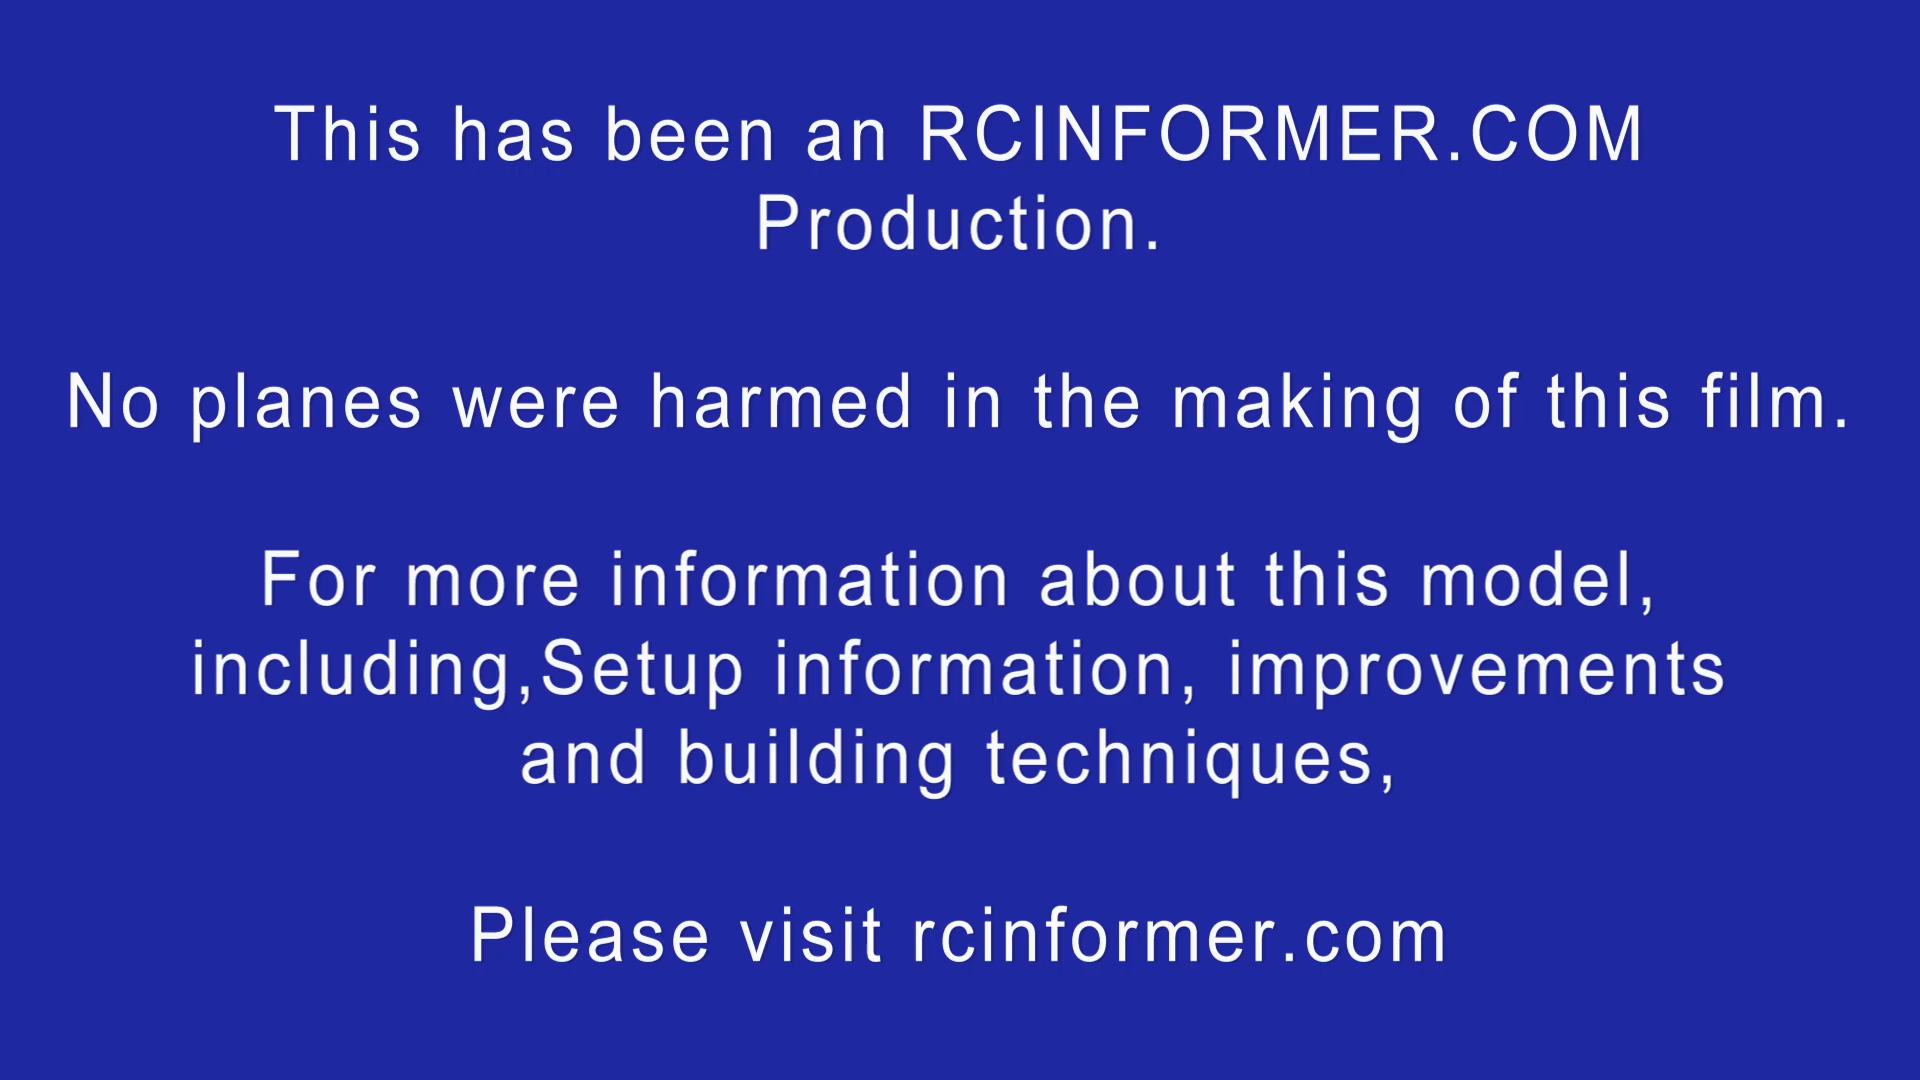 This has been an RCINFORMER.COM
Production.
No planes were harmed in the making of this film.
For more information about this model,
including,Setup information, improvements
and building techniques,
Please visit rcinformer.com